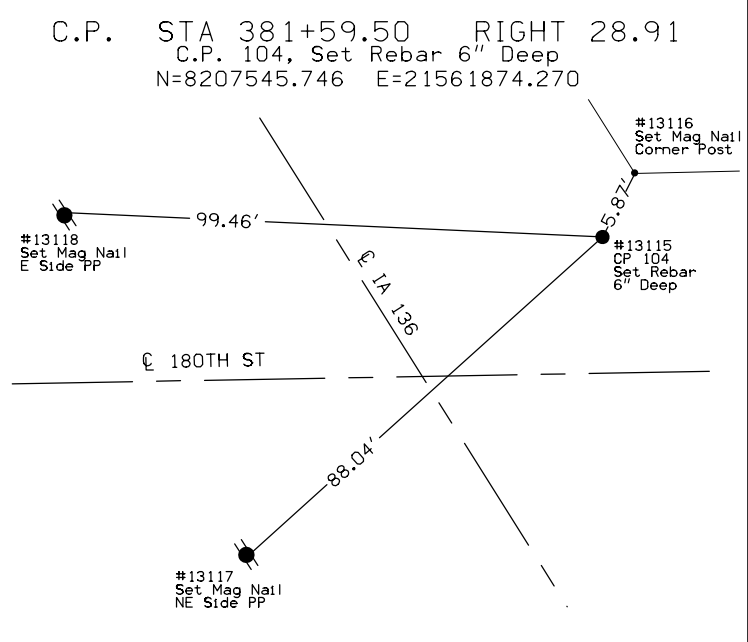 C.P. STA 381+59.50 RIGHT 28.91
C.P. 104, Set Rebar 6" Deep
N=8207545.746 E=21561874.270
#13116
Set Mag Nail
Corner Post
5.87'
99.46'
#13118
Set Mag Nail
E Side PP
#13115
CP 104
Set Rebar
6" Deep
℄ IA 136
℄ 180TH ST
88.04'
#13117
Set Mag Nail
NE Side PP